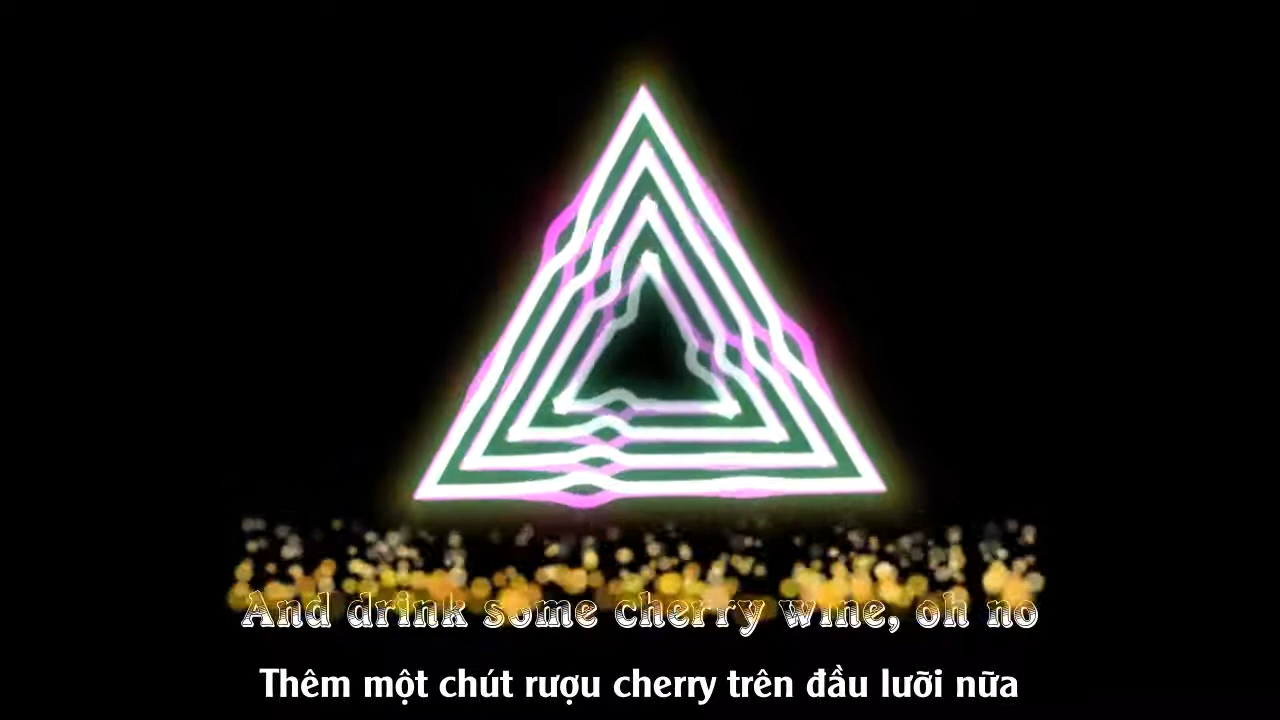 And drink some cherry wine, oh no
Thêm một chút rượu cherry trên đầu lưỡi nữa